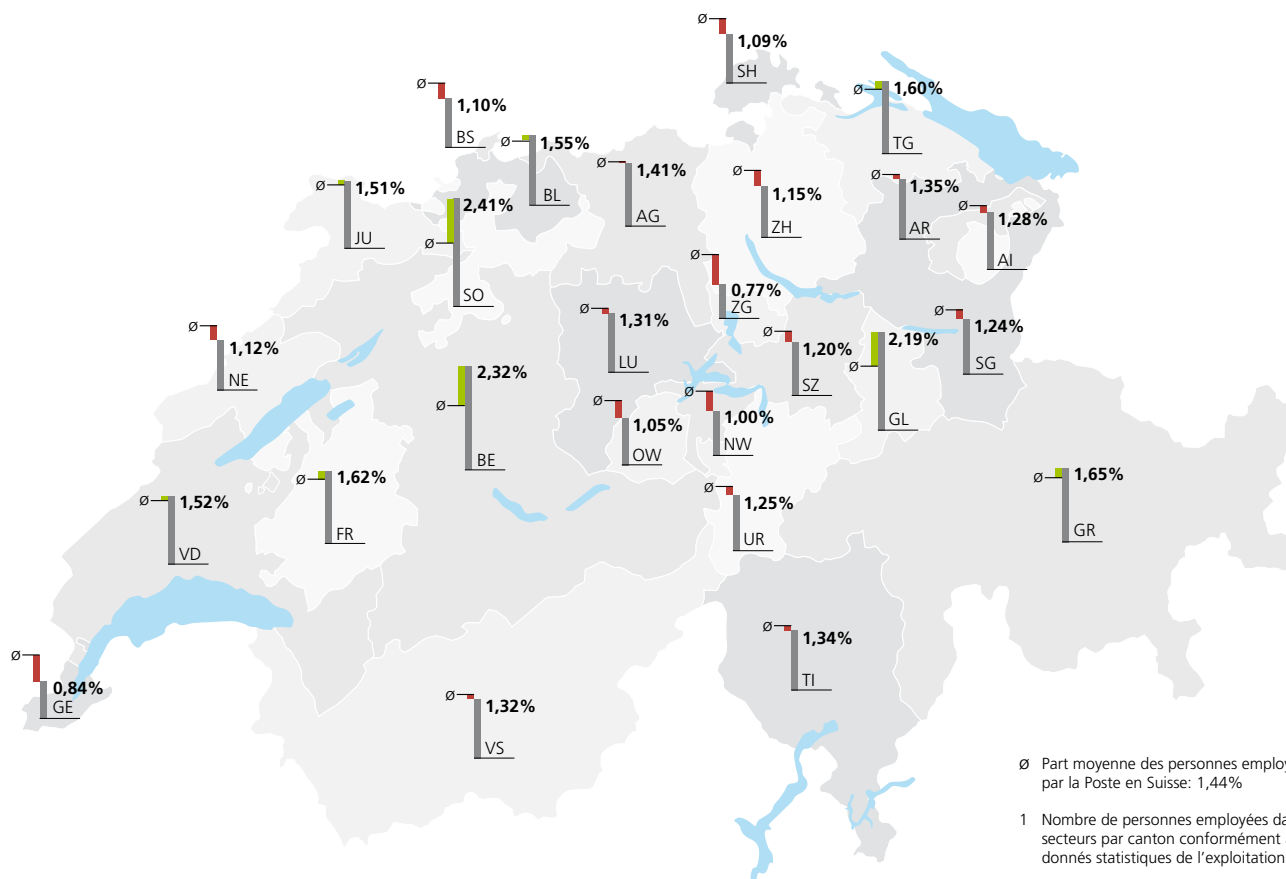 ø
1,09%
SH
ø
1,60%
TG
ø
1,10%
BS
ø
1,55%
BL
ø
1,41%
AG
ø
1,15%
ZH
ø
1,35%
AR
ø
1,28%
AI
ø
1,51%
JU
ø
2,41%
SO
ø
0,77%
ZG
ø
1,31%
LU
ø
1,24%
SG
ø
1,12%
NE
ø
1,20%
SZ
ø
2,19%
GL
ø
2,32%
BE
ø
1,05%
OW
ø
1,00%
NW
ø
1,62%
FR
ø
1,65%
GR
ø
1,52%
VD
ø
1,25%
UR
ø
1,34%
TI
ø
0,84%
GE
ø
1,32%
VS
ø Part moyenne des personnes employ
par la Poste en Suisse: 1,44%
1 Nombre de personnes employées da
secteurs par canton conformément
donnés statistiques de l'exploitation